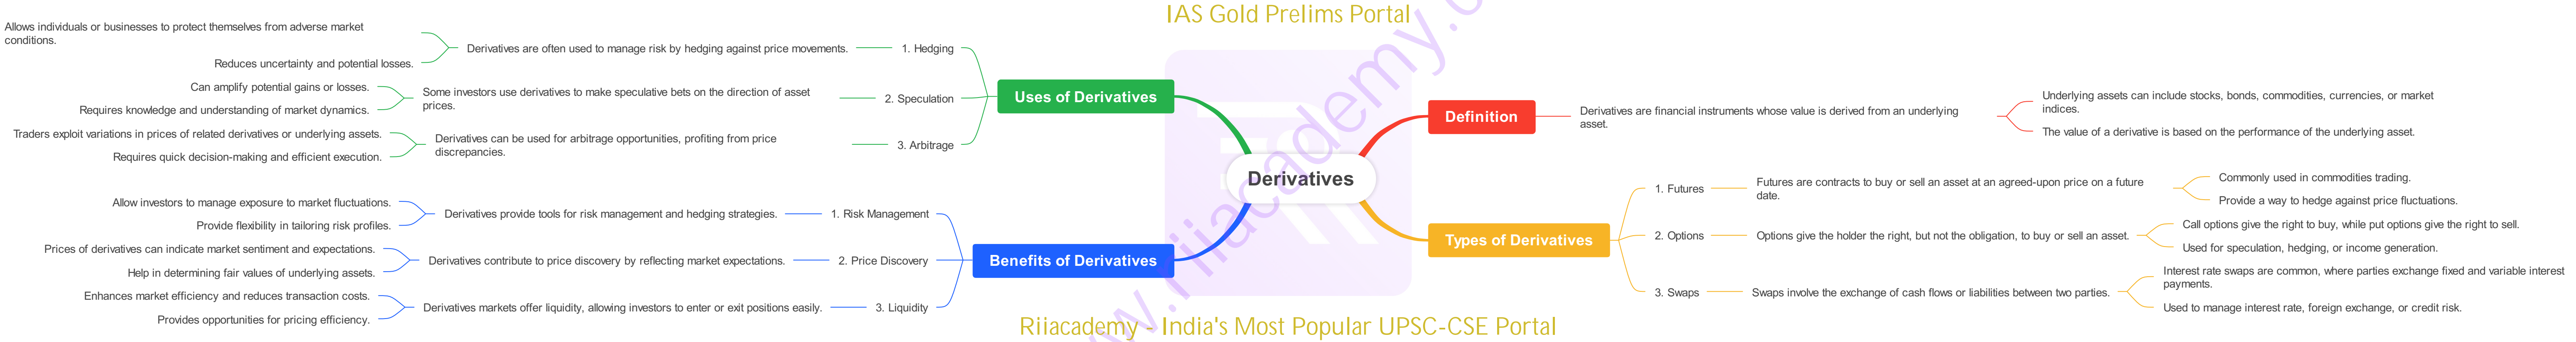 IAS Gold Prelims Portal
Derivatives
Definition
Derivatives are financial instruments whose value is derived from an underlying
asset.
Underlying assets can include stocks, bonds, commodities, currencies, or market
indices.
The value of a derivative is based on the performance of the underlying asset.
Types of Derivatives
1. Futures
Futures are contracts to buy or sell an asset at an agreed-upon price on a future
date.
Commonly used in commodities trading.
Provide a way to hedge against price fluctuations.
2. Options
Options give the holder the right, but not the obligation, to buy or sell an asset.
Call options give the right to buy, while put options give the right to sell.
Used for speculation, hedging, or income generation.
3. Swaps
Swaps involve the exchange of cash flows or liabilities between two parties.
Interest rate swaps are common, where parties exchange fixed and variable interest
payments.
Used to manage interest rate, foreign exchange, or credit risk.
Uses of Derivatives
1. Hedging
Derivatives are often used to manage risk by hedging against price movements.
Allows individuals or businesses to protect themselves from adverse market
conditions.
Reduces uncertainty and potential losses.
2. Speculation
Some investors use derivatives to make speculative bets on the direction of asset
prices.
Can amplify potential gains or losses.
Requires knowledge and understanding of market dynamics.
3. Arbitrage
Derivatives can be used for arbitrage opportunities, profiting from price
discrepancies.
Traders exploit variations in prices of related derivatives or underlying assets.
Requires quick decision-making and efficient execution.
Benefits of Derivatives
1. Risk Management
Derivatives provide tools for risk management and hedging strategies.
Allow investors to manage exposure to market fluctuations.
Provide flexibility in tailoring risk profiles.
2. Price Discovery
Derivatives contribute to price discovery by reflecting market expectations.
Prices of derivatives can indicate market sentiment and expectations.
Help in determining fair values of underlying assets.
3. Liquidity
Derivatives markets offer liquidity, allowing investors to enter or exit positions easily.
Enhances market efficiency and reduces transaction costs.
Provides opportunities for pricing efficiency.
Riiacademy - India's Most Popular UPSC-CSE Portal